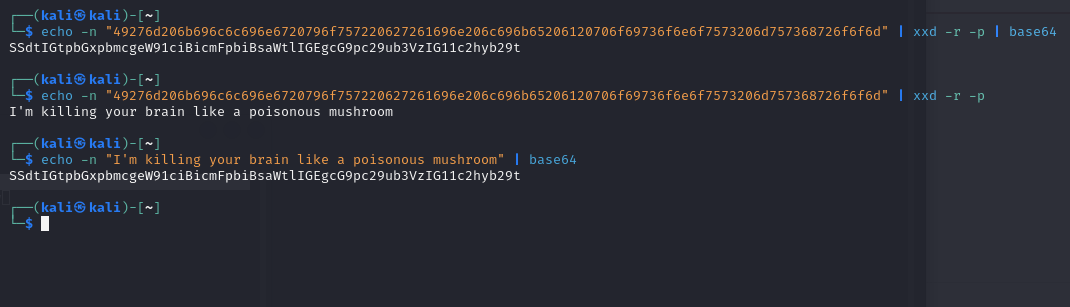 ┌──(kali㉿kali)-[~]
└─$ echo -n "49276d206b696c6c696e6720796f757220627261696e206c696b65206120706f69736f6e6f7573206d757368726f6f6d" | xxd -r -p | base64
SSdtIGtpbGxpbmcgeW91ciBicmFpbiBsaWtlIGEgcG9pc29ub3VzIG11c2hyb29t
┌──(kali㉿kali)-[~]
└─$ echo -n "49276d206b696c6c696e6720796f757220627261696e206c696b65206120706f69736f6e6f7573206d757368726f6f6d" | xxd -r -p
I'm killing your brain like a poisonous mushroom
┌──(kali㉿kali)-[~]
└─$ echo -n "I'm killing your brain like a poisonous mushroom" | base64
SSdtIGtpbGxpbmcgeW91ciBicmFpbiBsaWtlIGEgcG9pc29ub3VzIG11c2hyb29t
┌──(kali㉿kali)-[~]
└─$